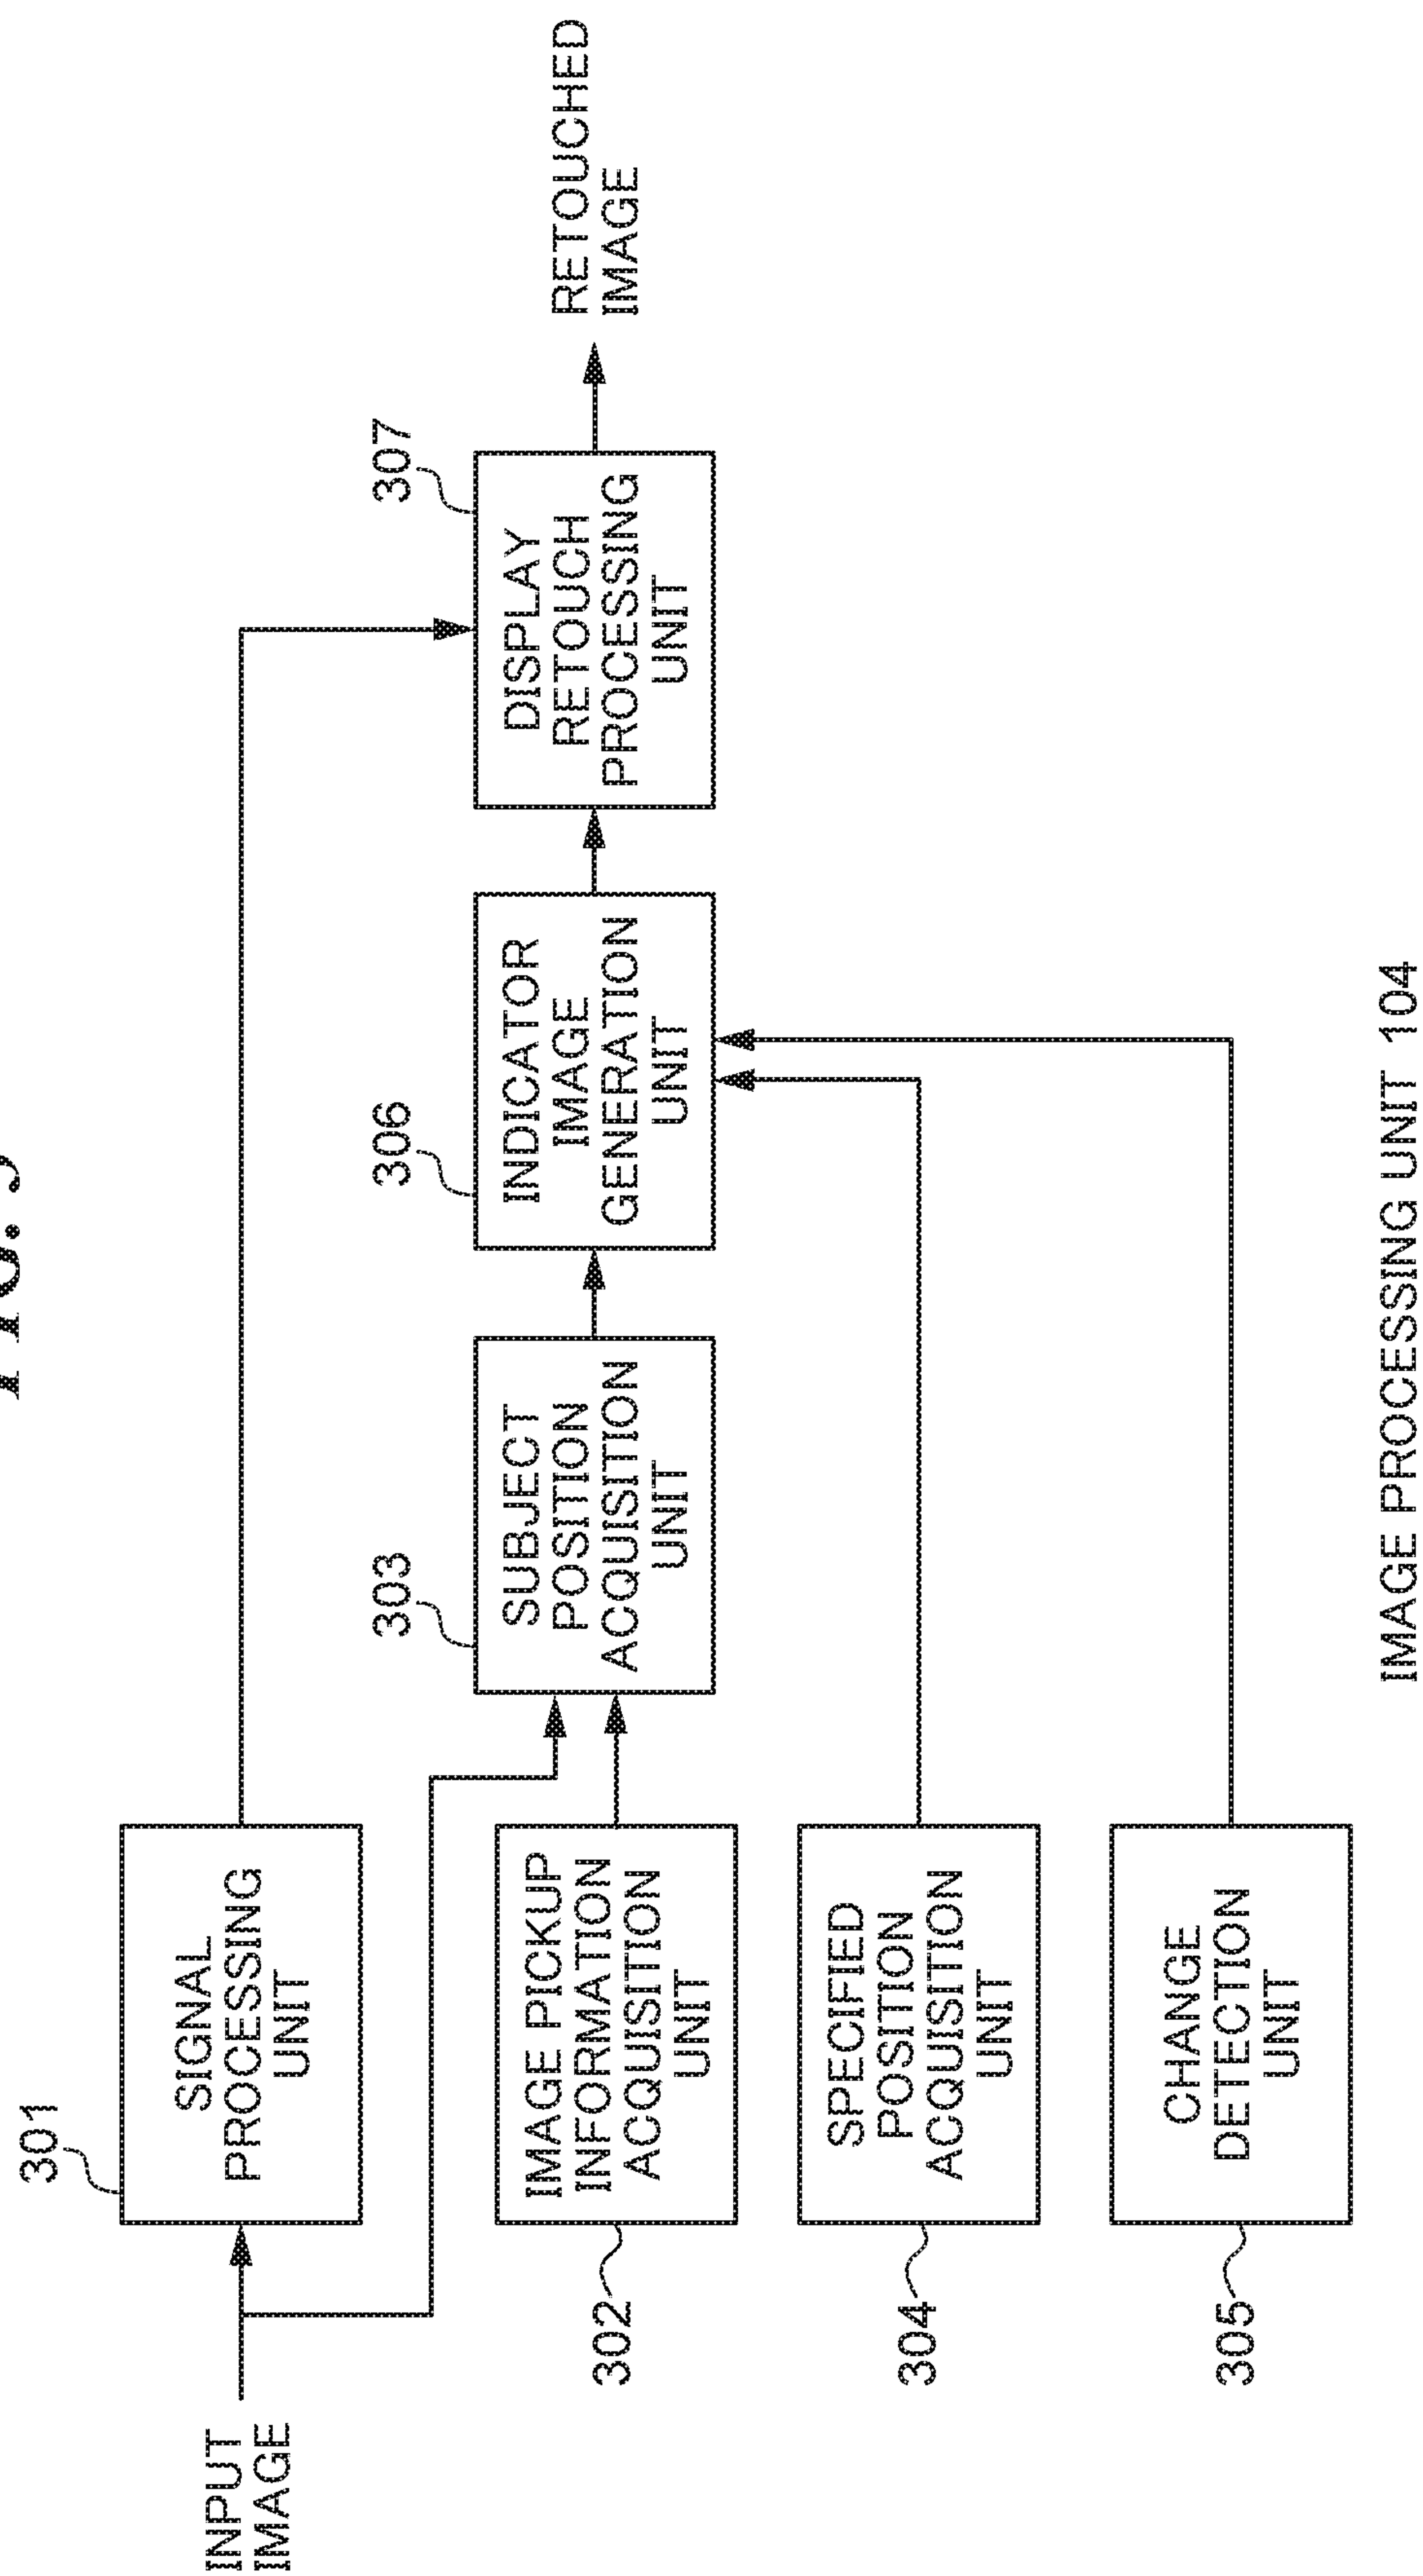 INPUT
IMAGE
301
SIGNAL
PROCESSING
UNIT
302
IMAGE PICKUP
INFORMATION
ACQUISITION
UNIT
304
SPECIFIED
POSITION
ACQUISITION
UNIT
305
CHANGE
DETECTION
UNIT
303
SUBJECT
POSITION
ACQUISITION
UNIT
306
INDICATOR
IMAGE
GENERATION
UNIT
307
DISPLAY
RETOUCH
PROCESSING
UNIT
RETOUCHED
IMAGE
IMAGE PROCESSING UNIT 104